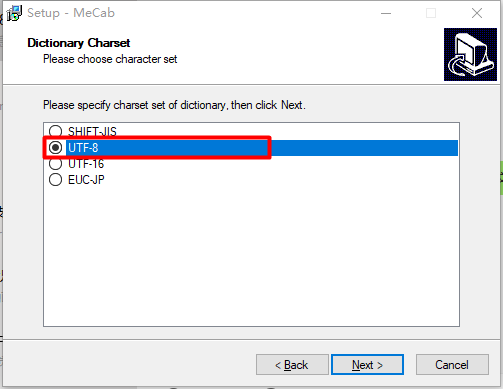 Setup - MeCab
Dictionary Charset
Please choose character set
Please specify charset set of dictionary, then click Next.
SHIFT-JIS
UTF-8
UTF-16
EUC-JP
< Back
Next >
Cancel